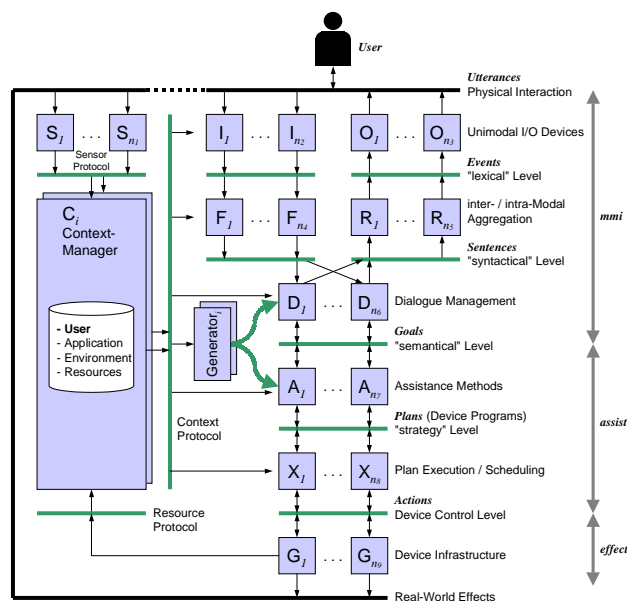 User
Utterances
Physical Interaction
S1 . . . Sn1
I1 . . . In2
O1 . . . On3
Unimodal I/O Devices
Sensor
Protocol
Events
"lexical" Level
Ci
Context-
Manager
F1 . . . Fn4
R1 . . . Rn5
inter- / intra-Modal
Aggregation
mmi
Sentences
"syntactical" Level
- User
- Application
- Environment
- Resources
Generatori
D1 . . . Dn6
Dialogue Management
Goals
"semantical" Level
A1 . . . An7
Assistance Methods
Context
Protocol
Plans (Device Programs)
"strategy" Level
assist
X1 . . . Xn8
Plan Execution / Scheduling
Resource
Protocol
Actions
Device Control Level
G1 . . . Gn9
Device Infrastructure
effect
Real-World Effects